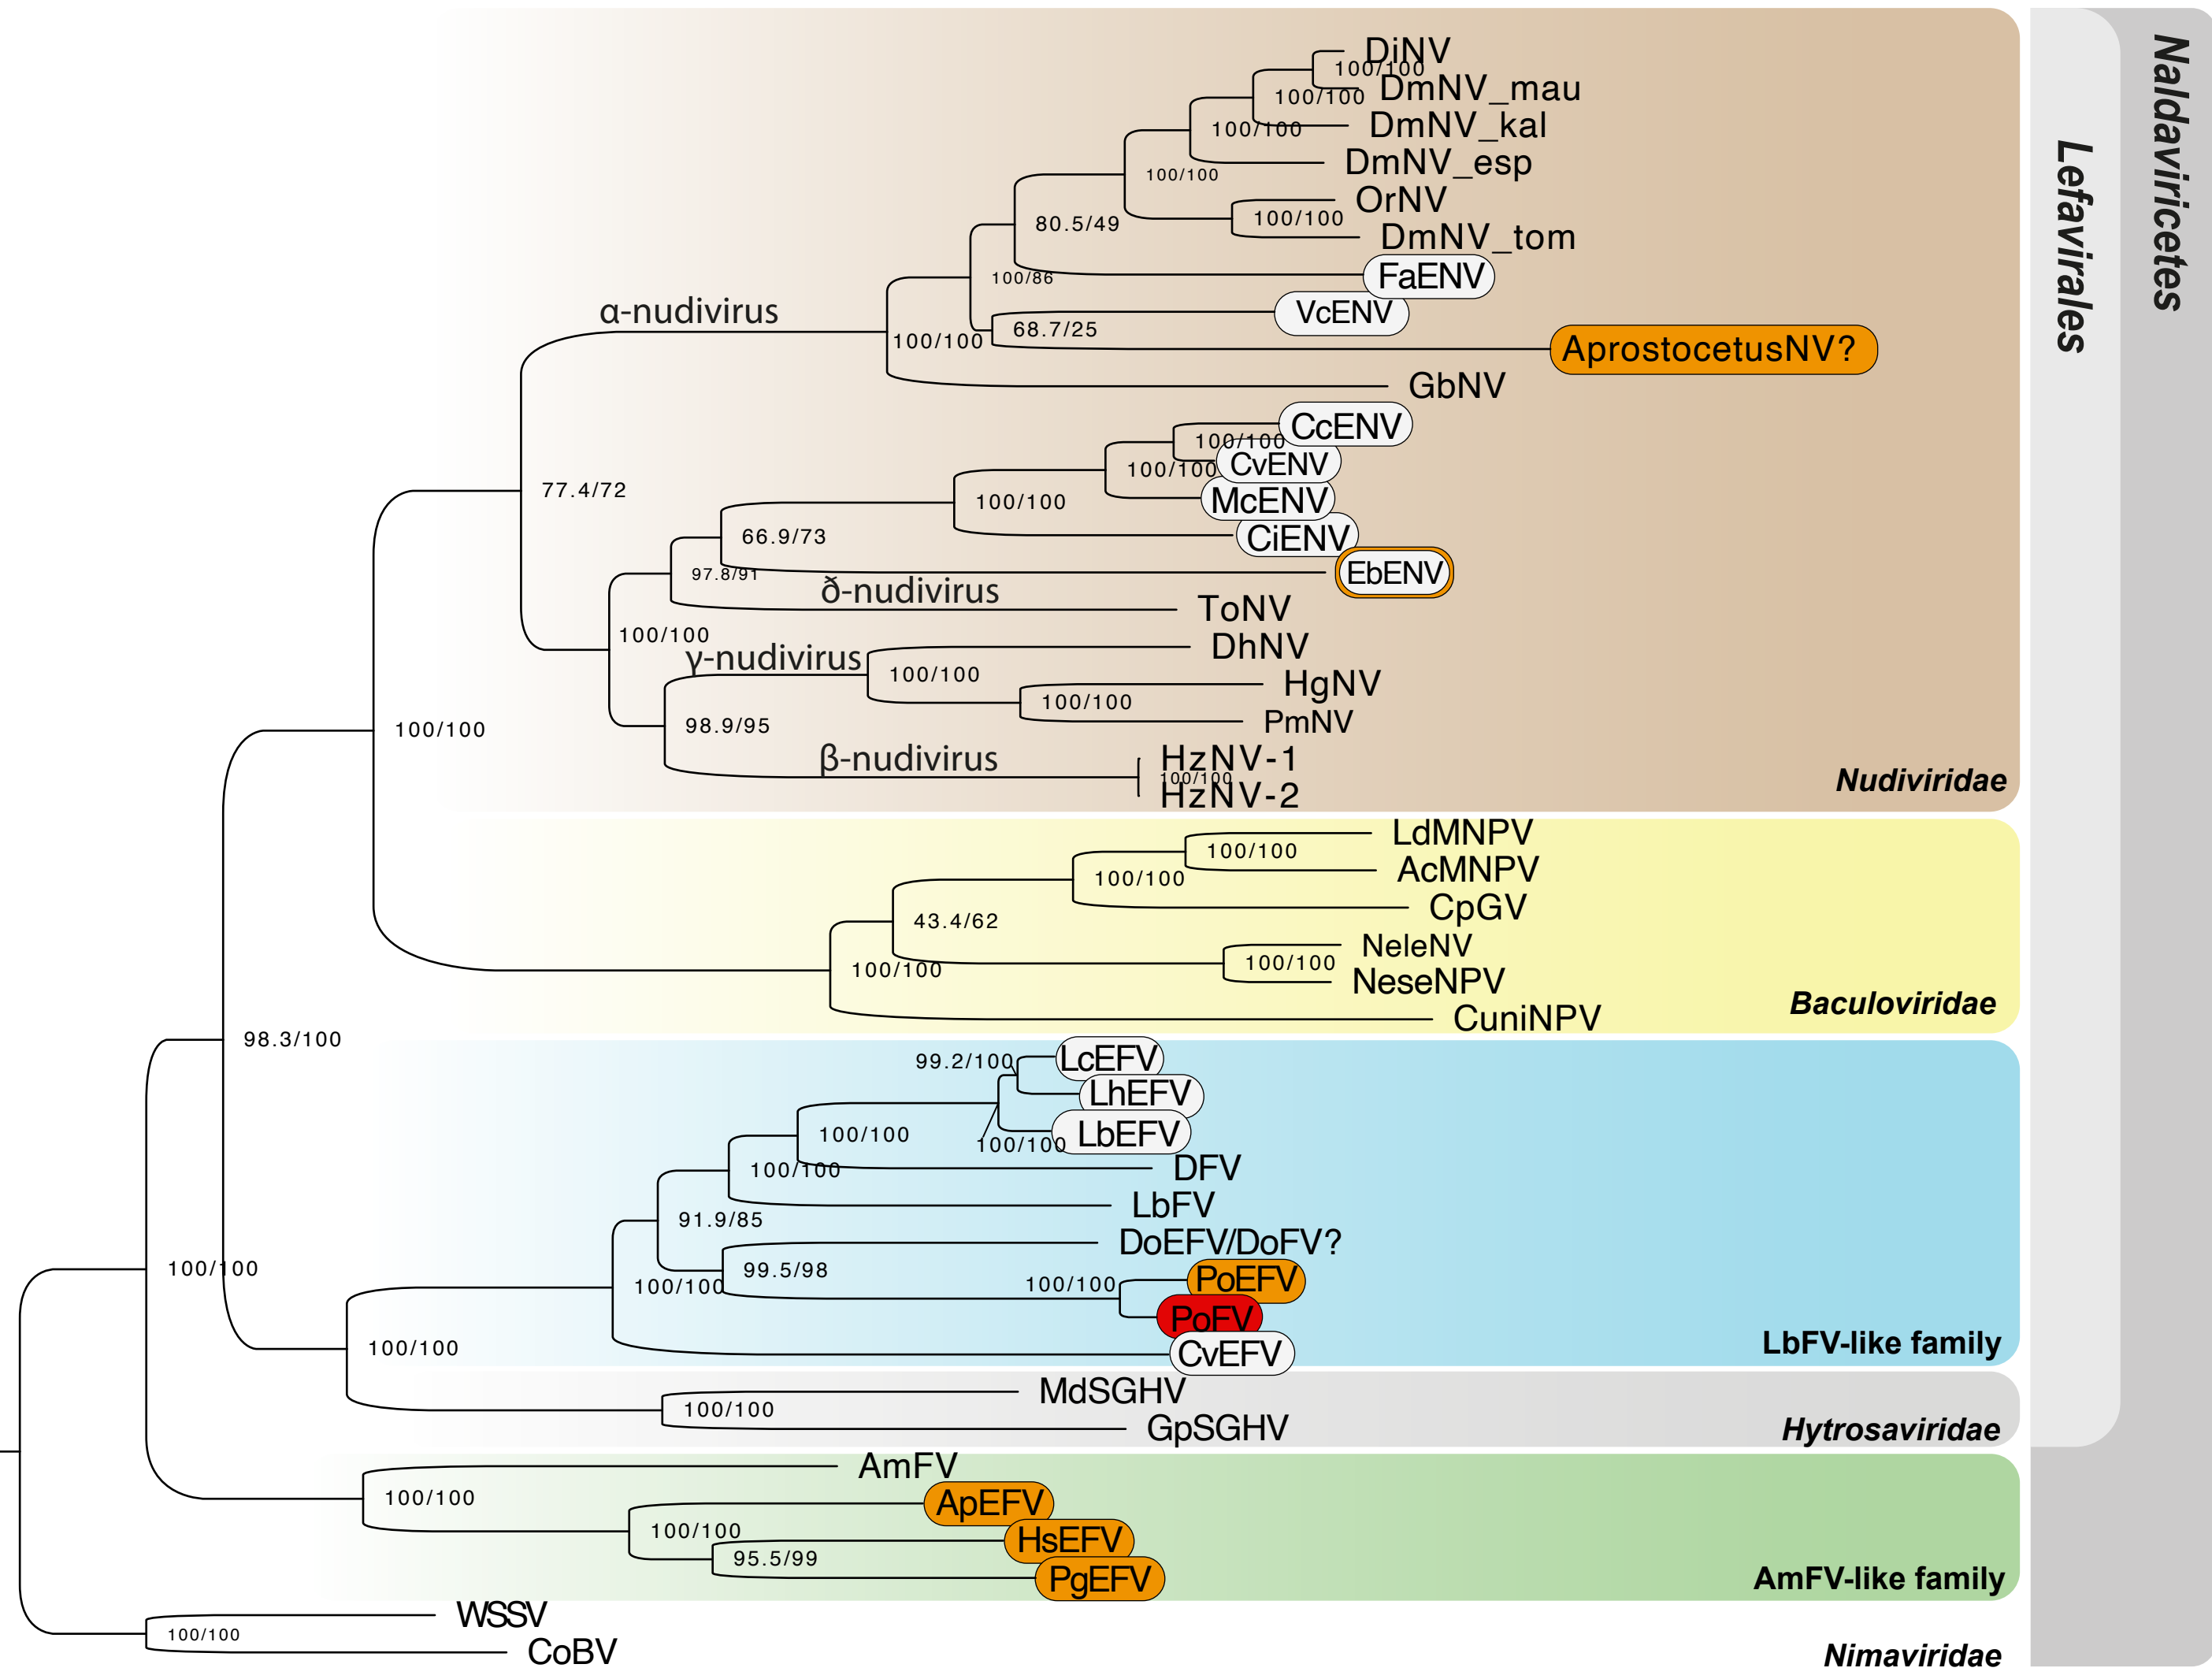 DiNV
100/100
DmNV_mau
100/100
DmNV_kal
100/100
DmNV_esp
100/100
OrNV
100/100
DmNV_tom
80.5/49
FaENV
100/86
α-nudivirus
VcENV
68.7/25
100/100
AprostocetusNV?
GbNV
CcENV
100/100
CvENV
100/100
McENV
77.4/72
100/100
CiENV
66.9/73
EbENV
97.8/91
ð-nudivirus
ToNV
100/100
DhNV
γ-nudivirus
100/100
HgNV
100/100
PmNV
98.9/95
100/100
β-nudivirus
HzNV-1
100/100
HzNV-2
Nudiviridae
LdMNPV
100/100
AcMNPV
100/100
CpGV
43.4/62
NeleNV
100/100
100/100
NeseNPV
Baculoviridae
CuniNPV
98.3/100
99.2/100
LcEFV
LhEFV
100/100
LbEFV
100/100
DFV
100/100
LbFV
91.9/85
DoEFV/DoFV?
100/100
99.5/98
PoEFV
100/100
100/100
PoFV
100/100
CvEFV
LbFV-like family
MdSGHV
100/100
GpSGHV
Hytrosaviridae
AmFV
100/100
ApEFV
100/100
HsEFV
95.5/99
PgEFV
AmFV-like family
WSSV
100/100
CoBV
Nimaviridae
Lefavirales
Naldaviricetes